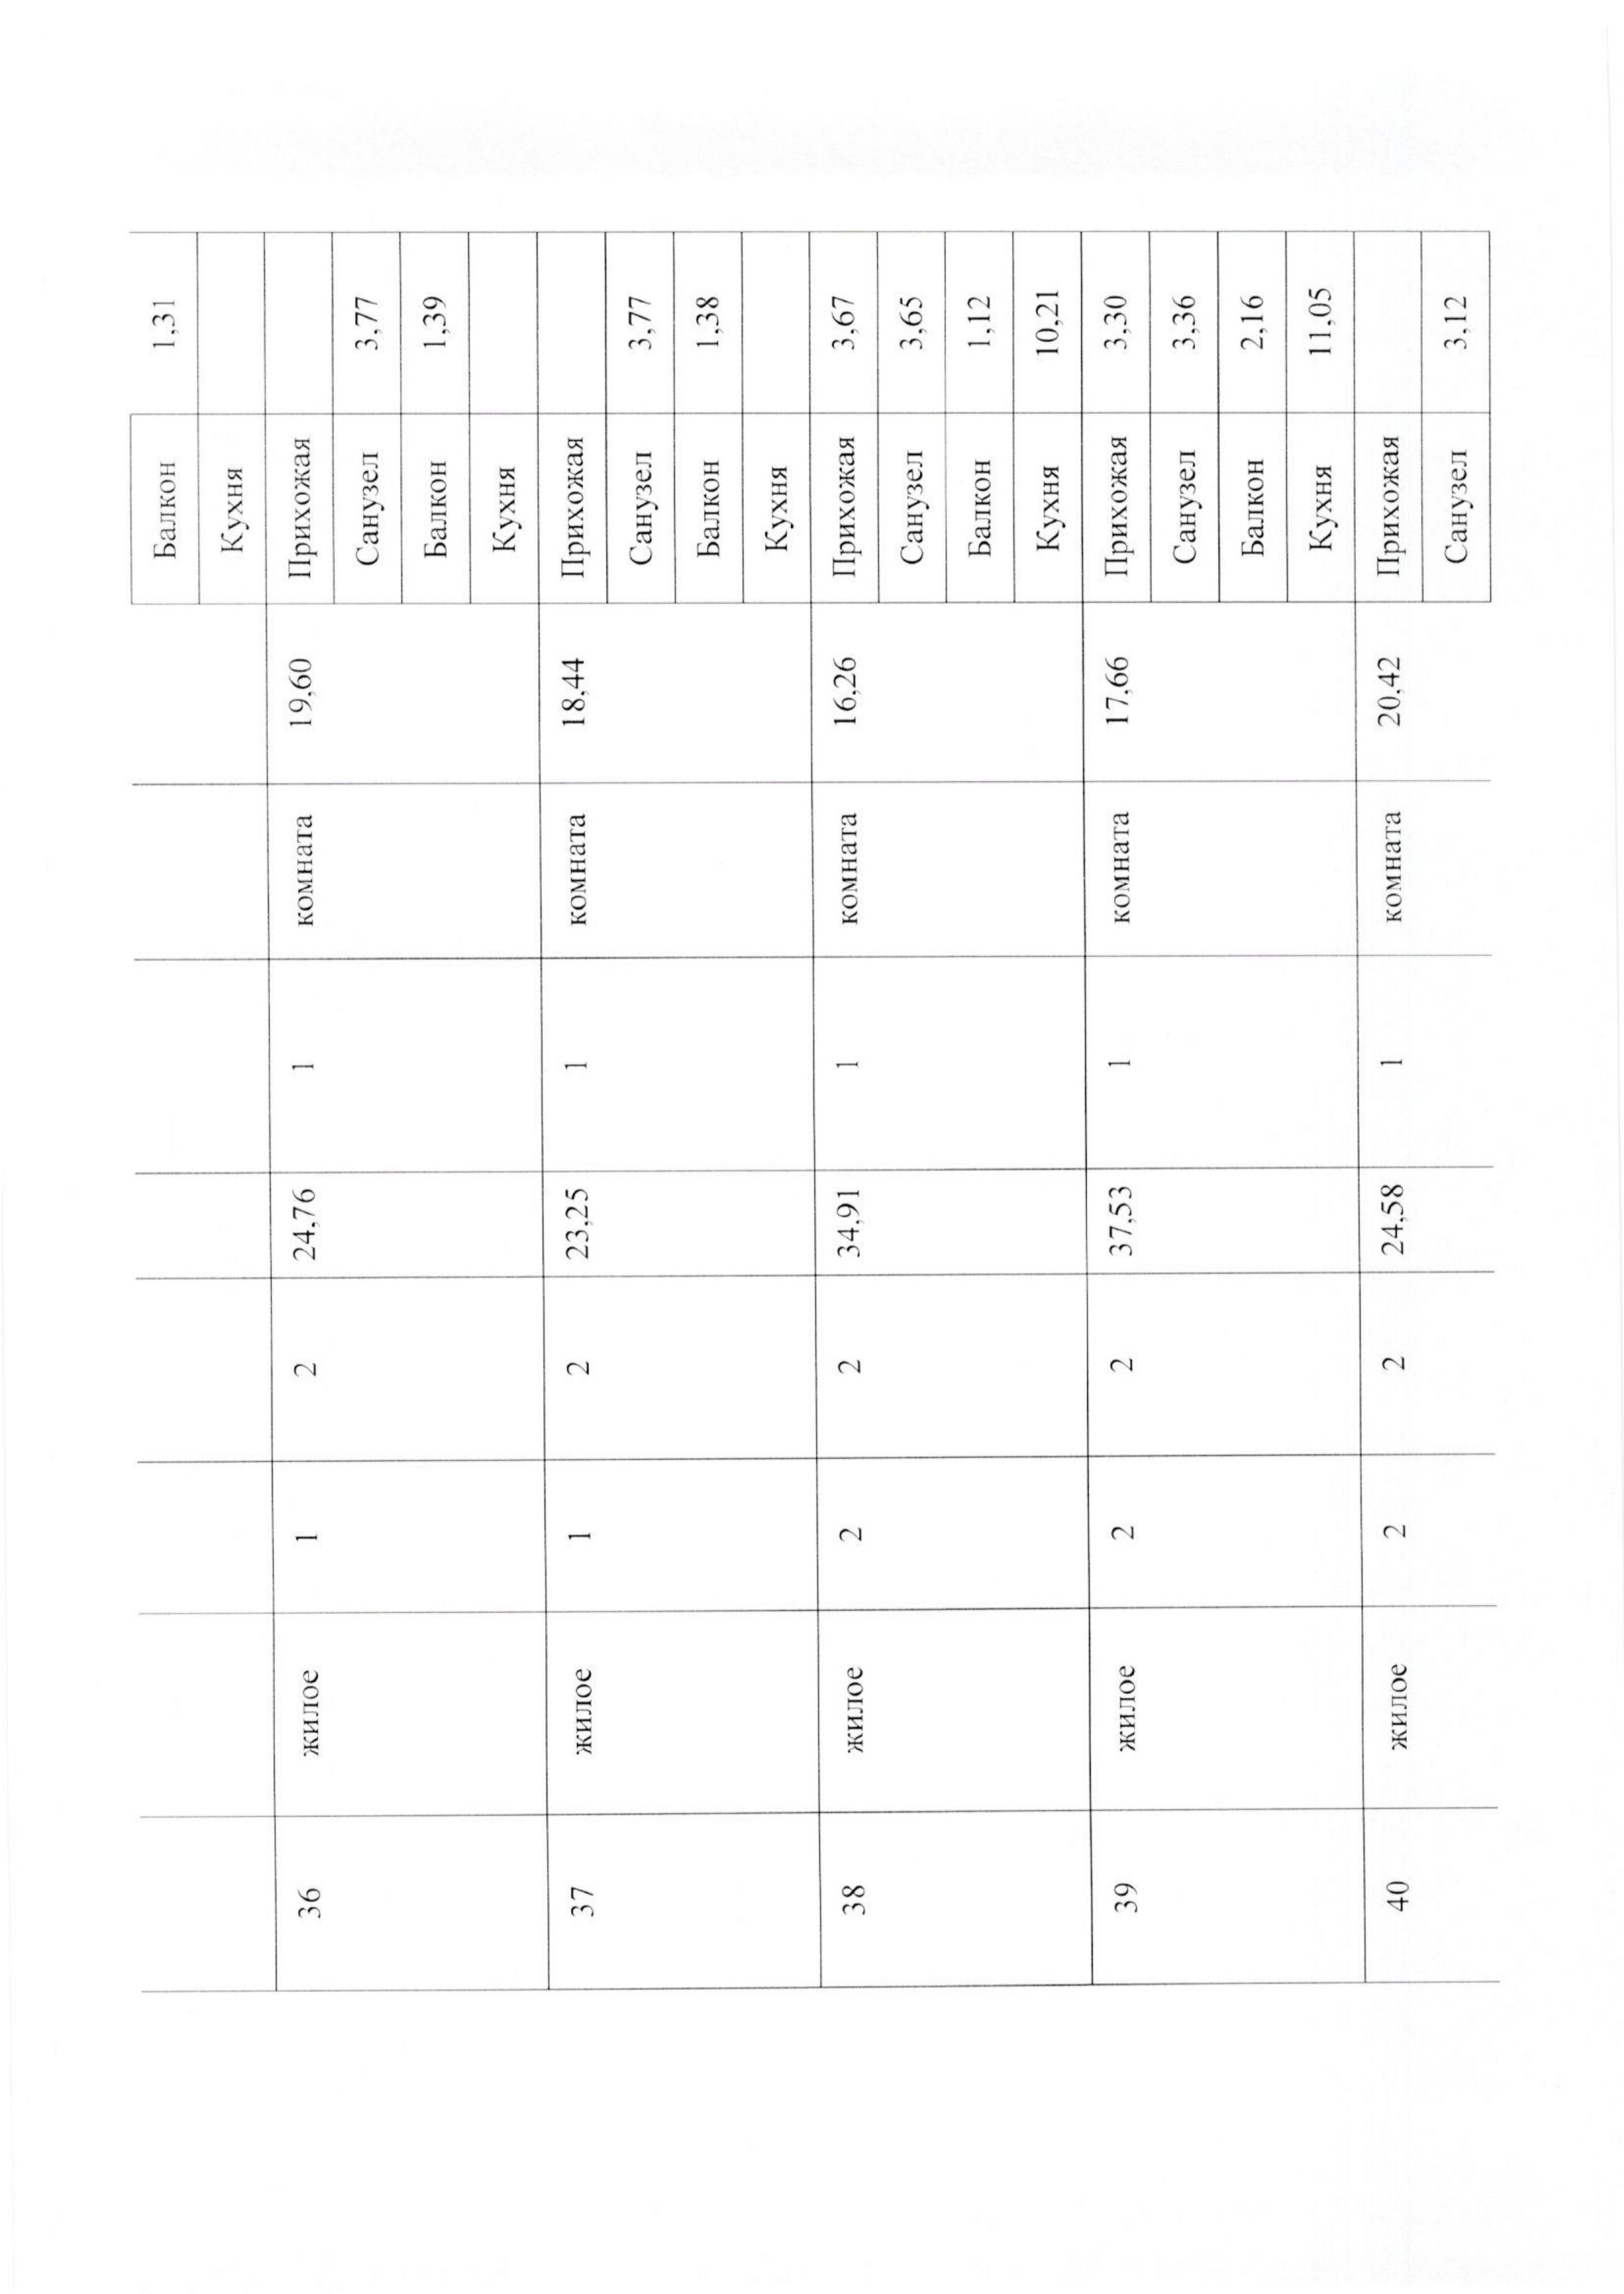 Балкон 1,31
Кухня
36 жилое 1 2 24,76 1 комната 19,60 Прихожая
Санузел 3,77
Балкон 1,39
Кухня
37 жилое 1 2 23,25 1 комната 18,44 Прихожая
Санузел 3,77
Балкон 1,38
Кухня
38 жилое 2 2 34,91 1 комната 16,26 Прихожая 3,67
Санузел 3,65
Балкон 1,12
Кухня 10,21
39 жилое 2 2 37,53 1 комната 17,66 Прихожая 3,30
Санузел 3,36
Балкон 2,16
Кухня 11,05
40 жилое 2 2 24,58 1 комната 20,42 Прихожая
Санузел 3,12